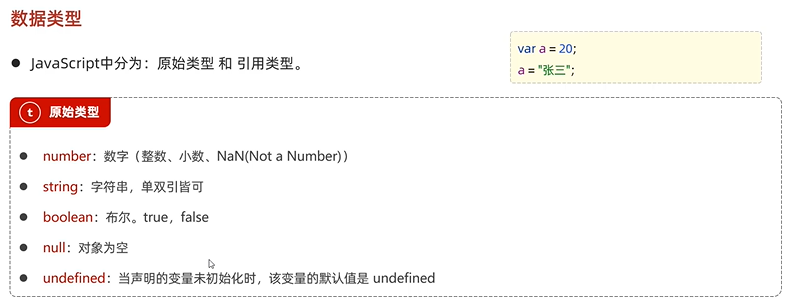 数据类型
● JavaScript中分为：原始类型 和 引用类型。
var a = 20;
a = "张三";
t 原始类型
● number：数字（整数、小数、NaN(Not a Number)）
● string：字符串，单双引皆可
● boolean：布尔。true，false
● null：对象为空
● undefined：当声明的变量未初始化时，该变量的默认值是 undefined